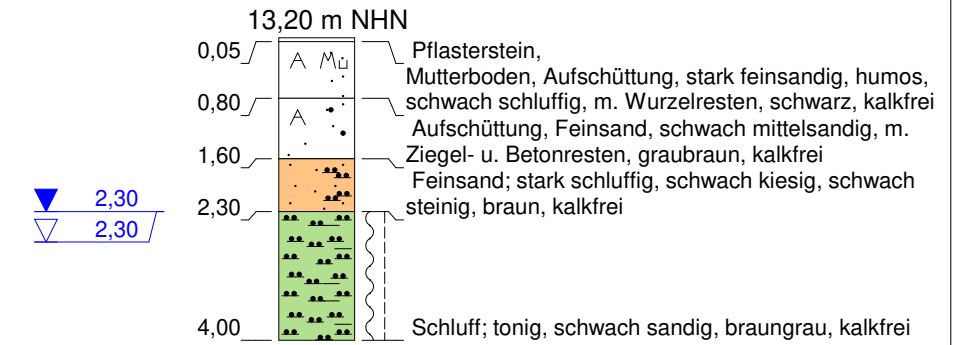 13,20 m NHN
0,05
Pflasterstein,
A Mu
Mutterboden, Aufschüttung, stark feinsandig, humos,
0,80
schwach schluffig, m. Wurzelresten, schwarz, kalkfrei
A
Aufschüttung, Feinsand, schwach mittelsandig, m.
1,60
Ziegel- u. Betonresten, graubraun, kalkfrei
Feinsand; stark schluffig, schwach kiesig, schwach
2,30
2,30
steinig, braun, kalkfrei
2,30
4,00
Schluff; tonig, schwach sandig, braungrau, kalkfrei